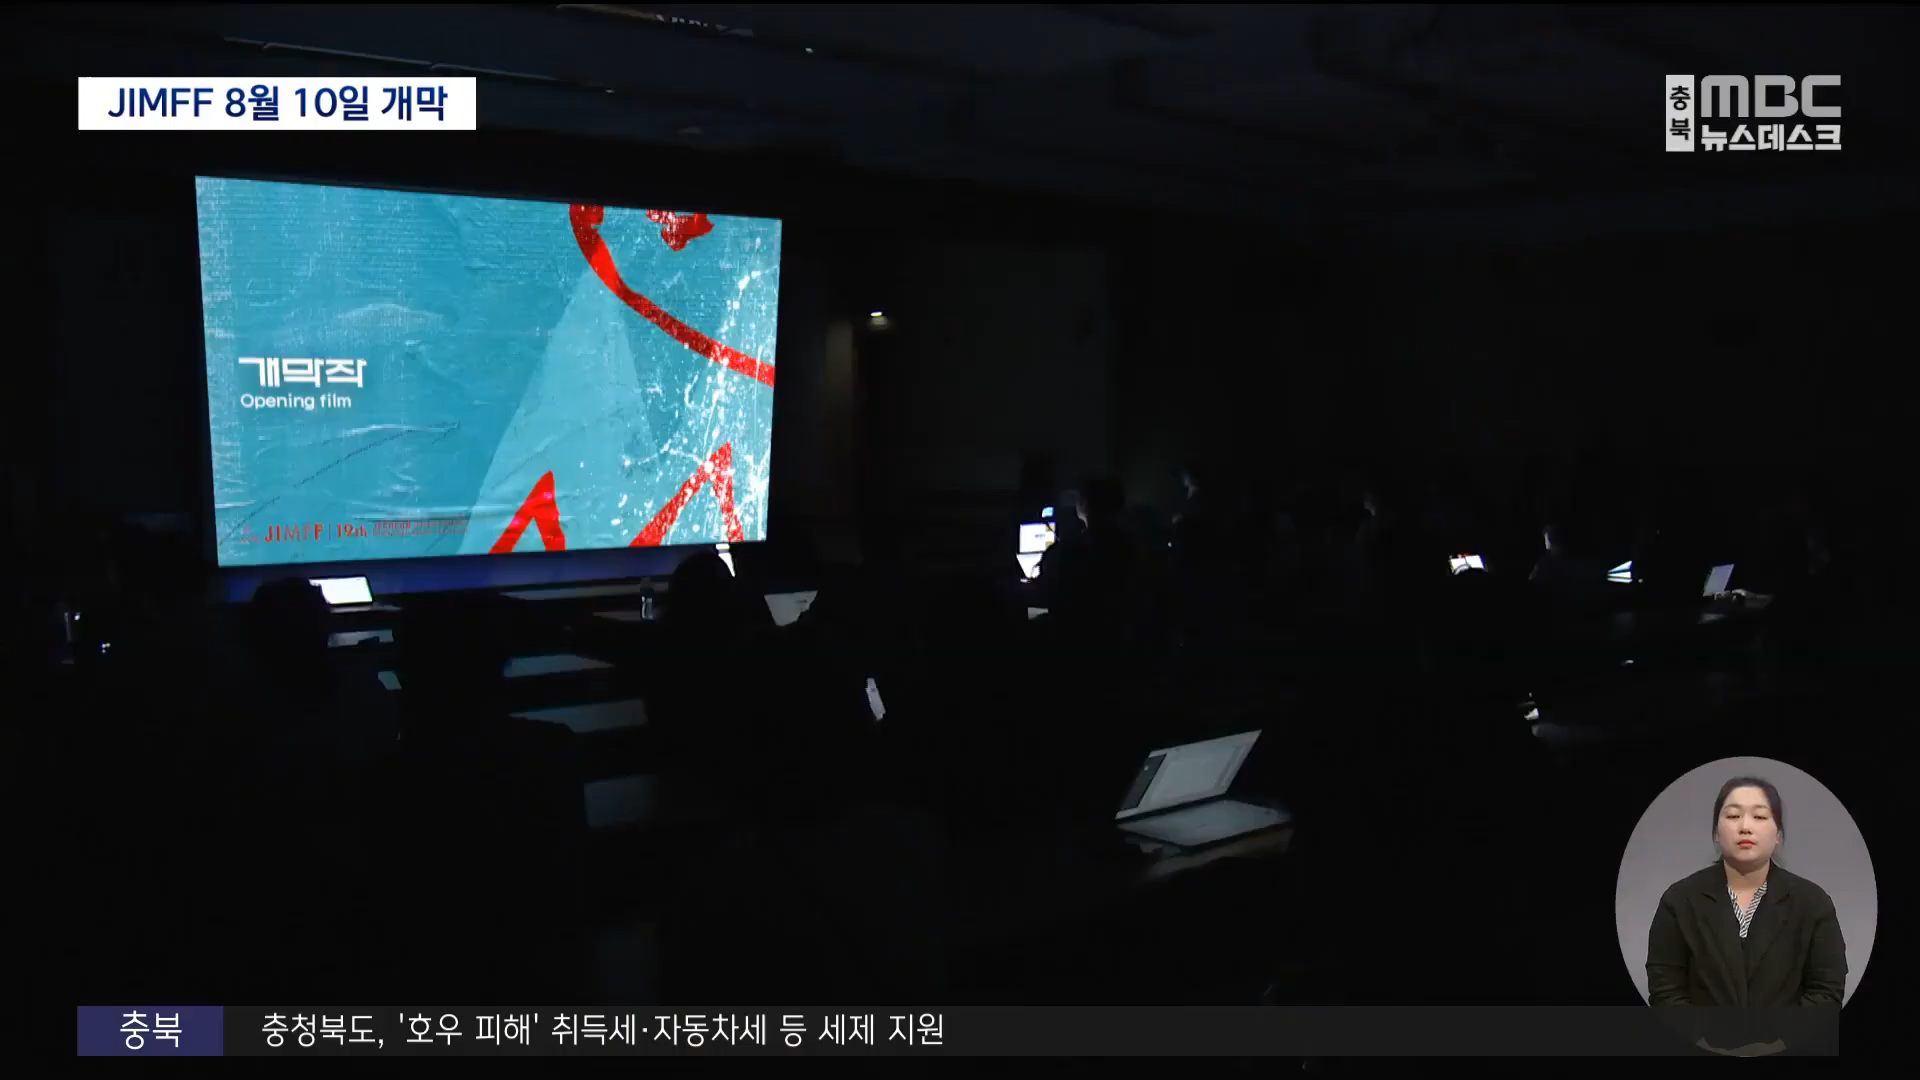 JIMFF 8월 10일 개막
충북
MBC
뉴스데스크
개막작
Opening film
JIMFF | 19th
충북
충청북도, '호우 피해' 취득세·자동차세 등 세제 지원